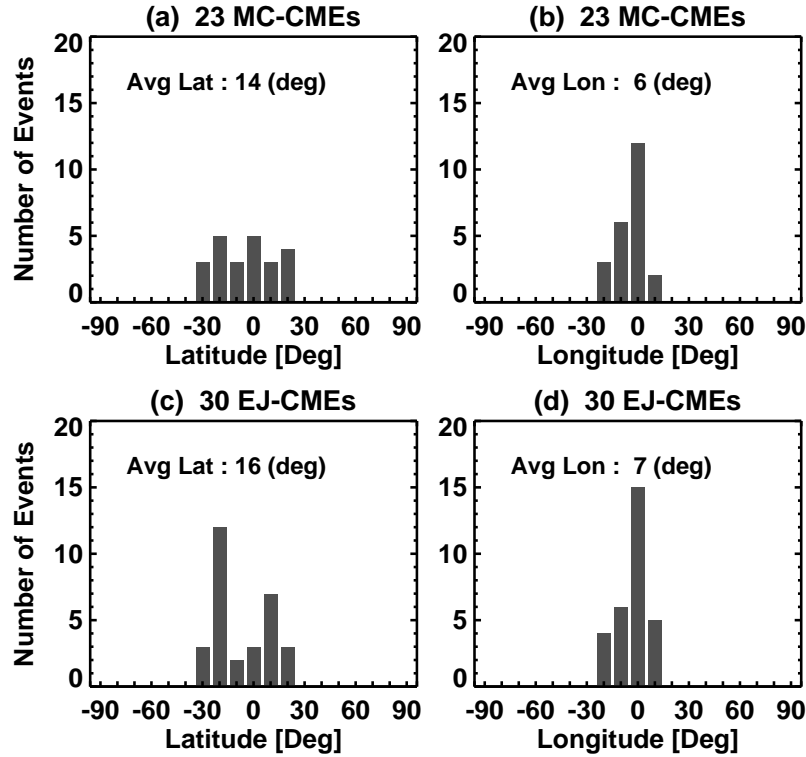 (a) 23 MC-CMEs
(b) 23 MC-CMEs
20
15
10
5
0
Number of Events
Avg Lat : 14 (deg)
-90 -60 -30 0 30 60 90
Latitude [Deg]
20
15
10
5
0
Avg Lon : 6 (deg)
-90 -60 -30 0 30 60 90
Longitude [Deg]
(c) 30 EJ-CMEs
(d) 30 EJ-CMEs
20
15
10
5
0
Number of Events
Avg Lat : 16 (deg)
-90 -60 -30 0 30 60 90
Latitude [Deg]
20
15
10
5
0
Avg Lon : 7 (deg)
-90 -60 -30 0 30 60 90
Longitude [Deg]